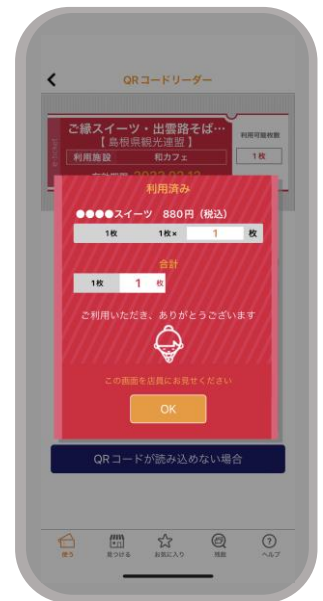 QRコードリーダー
ご縁スイーツ・出雲路そば…
【島根県観光連盟】
利用可能枚数
利用施設 和カフェ
1枚
利用済み
●●●●スイーツ 880円（税込）
1枚 1枚× 1 枚
合計
1枚 1 枚
ご利用いただき、ありがとうございます
この画面を店員にお見せください
OK
QRコードが読み込めない場合
使う 見つける お気に入り 履歴 ヘルプ